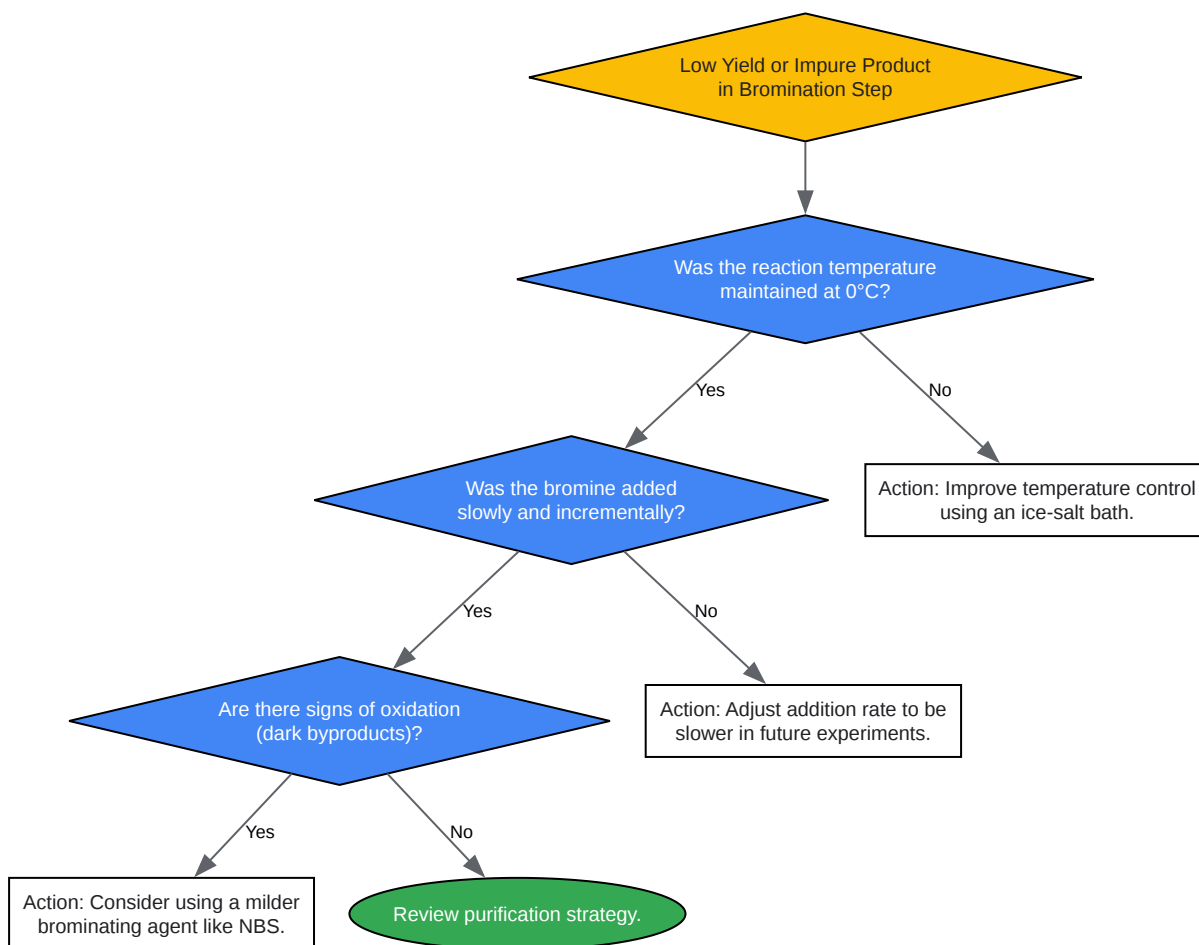 Low Yield or Impure Product
in Bromination Step
Was the reaction temperature
maintained at 0°C?
Yes
No
Was the bromine added
slowly and incrementally?
Action: Improve temperature control
using an ice-salt bath.
Yes
No
Are there signs of oxidation
(dark byproducts)?
Action: Adjust addition rate to be
slower in future experiments.
Yes
No
Action: Consider using a milder
brominating agent like NBS.
Review purification strategy.